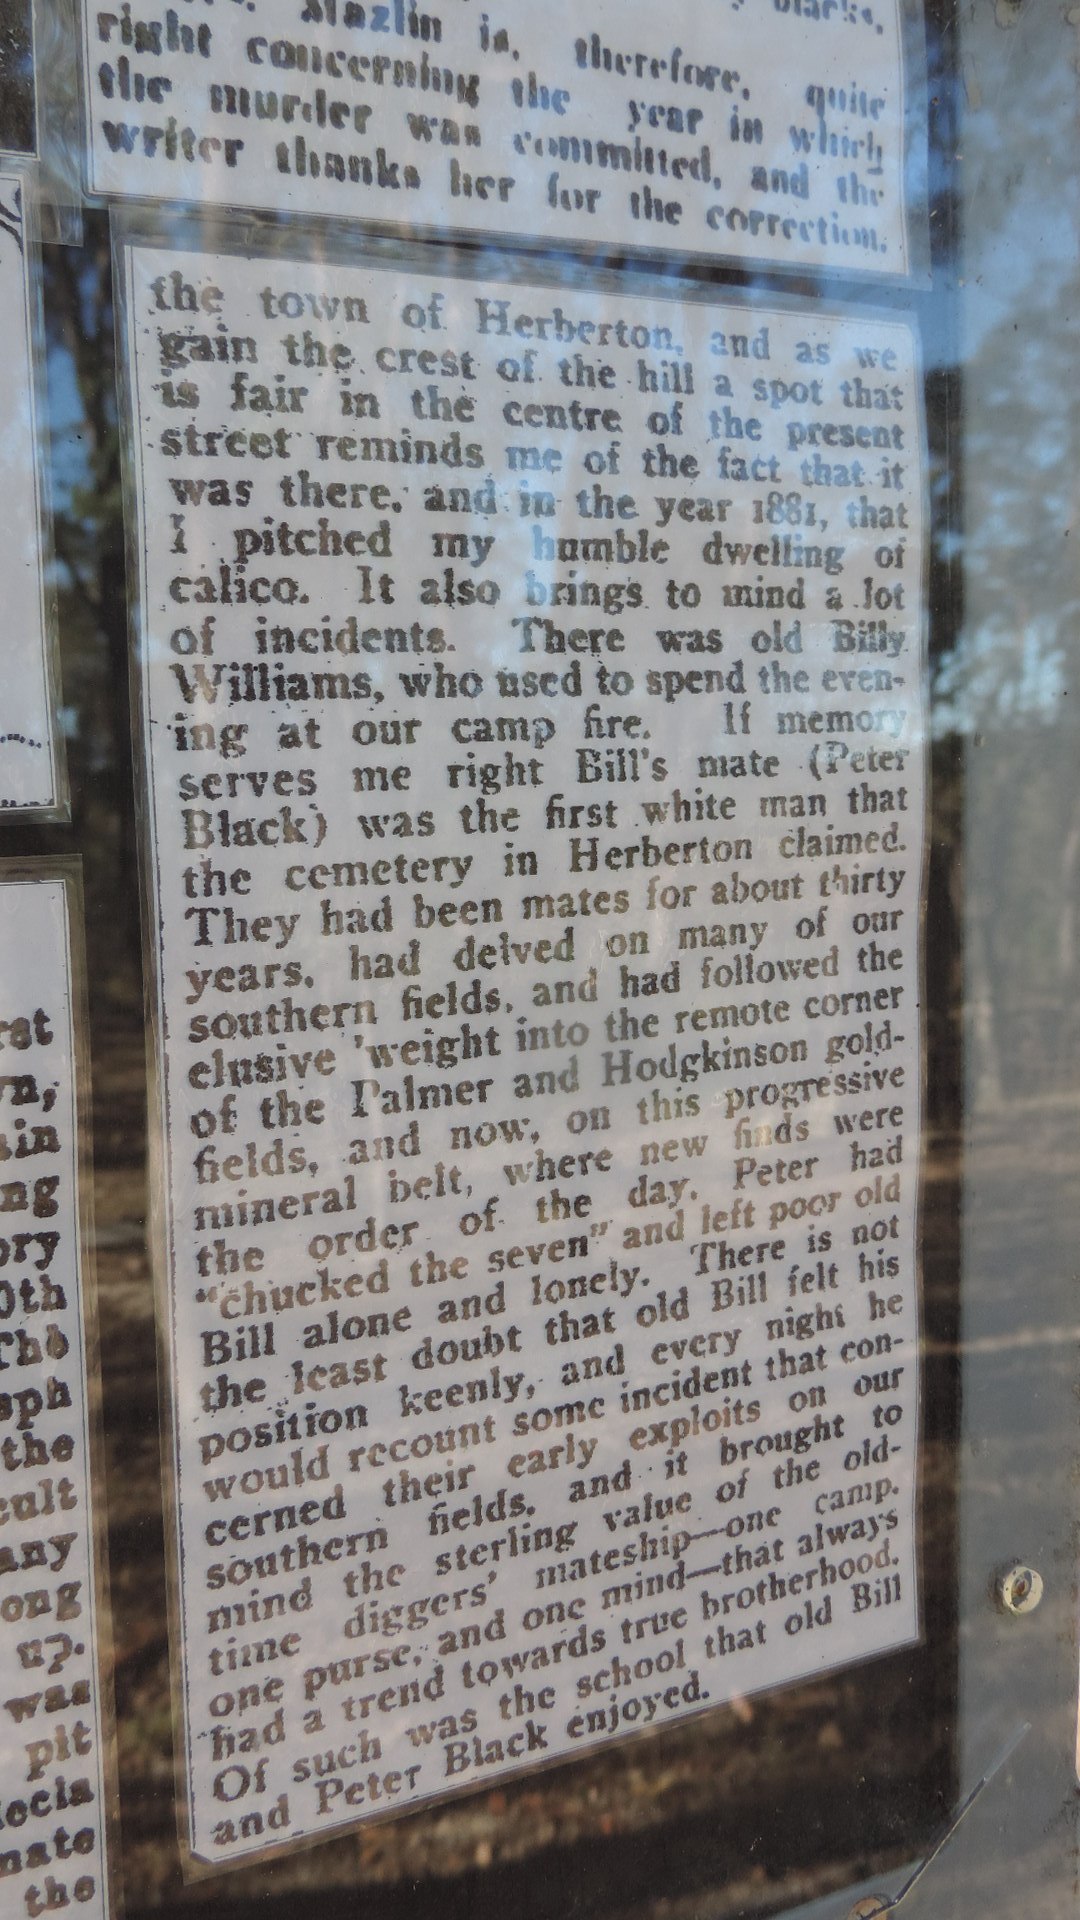 Mazlin is, therefore, quite
right concerning the year in which
the murder was committed, and the
writer thanks her for the correction.
the town of Herberton, and as we
gain the crest of the hill a spot that
is fair in the centre of the present
street reminds me of the fact that it
was there, and in the year 1881, that
I pitched my humble dwelling of
calico. It also brings to mind a lot
of incidents. There was old Billy
Williams, who used to spend the even-
ing at our camp fire. If memory
serves me right Bill's mate (Peter
Black) was the first white man that
the cemetery in Herberton claimed.
They had been mates for about thirty
years, had delved on many of our
southern fields, and had followed the
elusive 'weight into the remote corner
of the Palmer and Hodgkinson gold-
fields, and now, on this progressive
mineral belt, where new finds were
the order of the day, Peter had
"chucked the seven" and left poor old
Bill alone and lonely. There is not
the least doubt that old Bill felt his
position keenly, and every night he
would recount some incident that con-
cerned their early exploits on our
southern fields, and it brought to
mind the sterling value of the old-
time diggers' mateship—one camp,
one purse, and one mind—that always
had a trend towards true brotherhood.
Of such was the school that old Bill
and Peter Black enjoyed.
ng
0th
the
any
was
pit
the